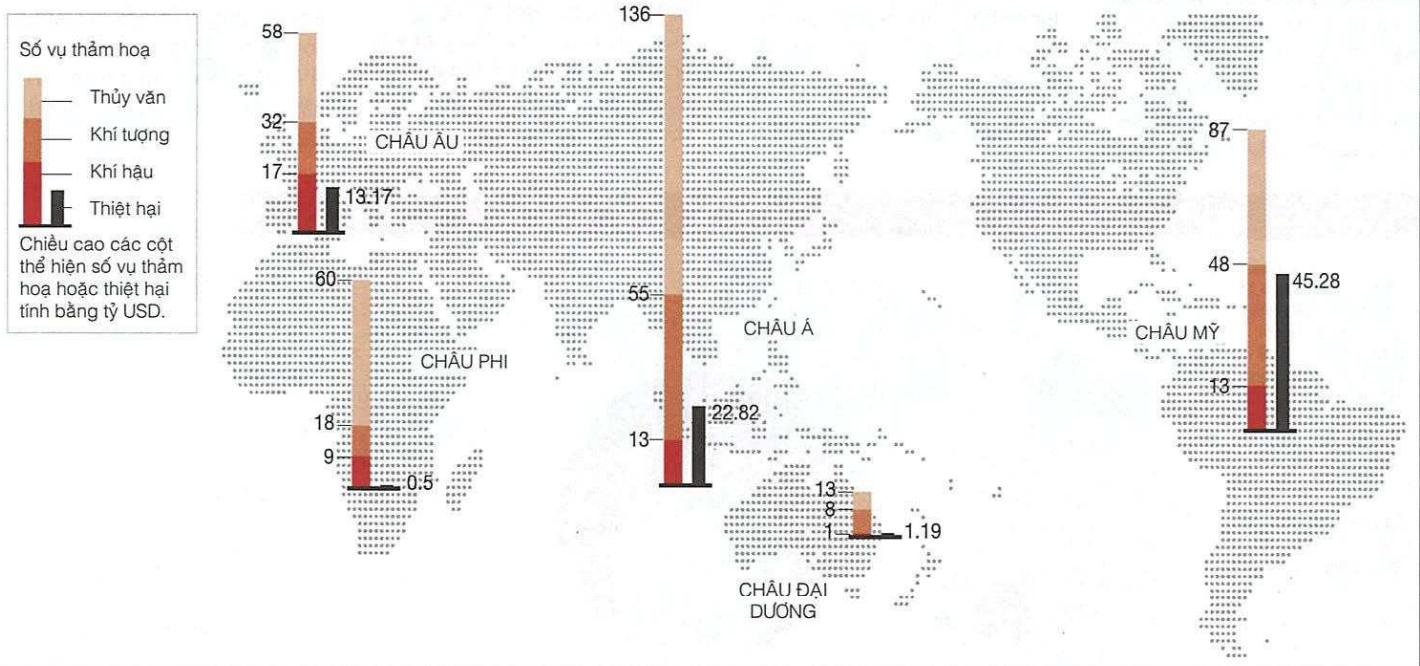 Số vụ thảm hoạ
Thủy văn
Khí tượng
Khí hậu
Thiệt hại
Chiều cao các cột
thể hiện số vụ thảm
hoạ hoặc thiệt hại
tính bằng tỷ USD.
58
32
17
13.17
CHÂU ÂU
60
18
9
0.5
CHÂU PHI
136
55
13
22.82
CHÂU Á
13
8
1
1.19
CHÂU ĐẠI
DƯƠNG
87
48
13
45.28
CHÂU MỸ